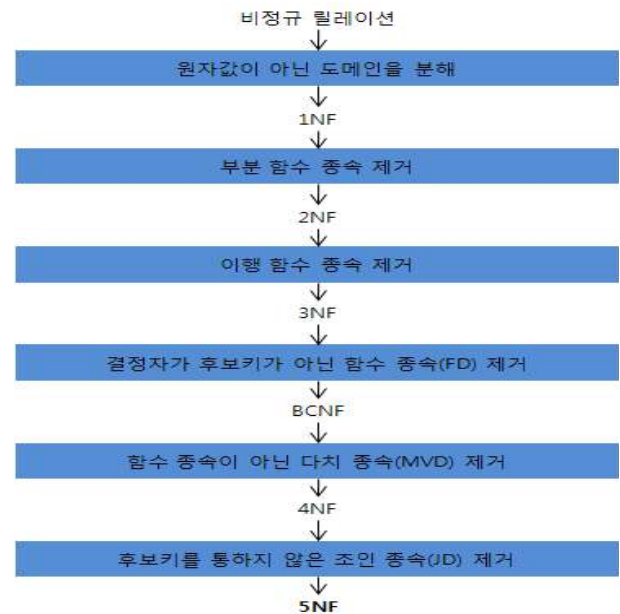 비정규 릴레이션
원자값이 아닌 도메인을 분해
1NF
부분 함수 종속 제거
2NF
이행 함수 종속 제거
3NF
결정자가 후보키가 아닌 함수 종속(FD) 제거
BCNF
함수 종속이 아닌 다치 종속(MVD) 제거
4NF
후보키를 통하지 않은 조인 종속(JD) 제거
5NF